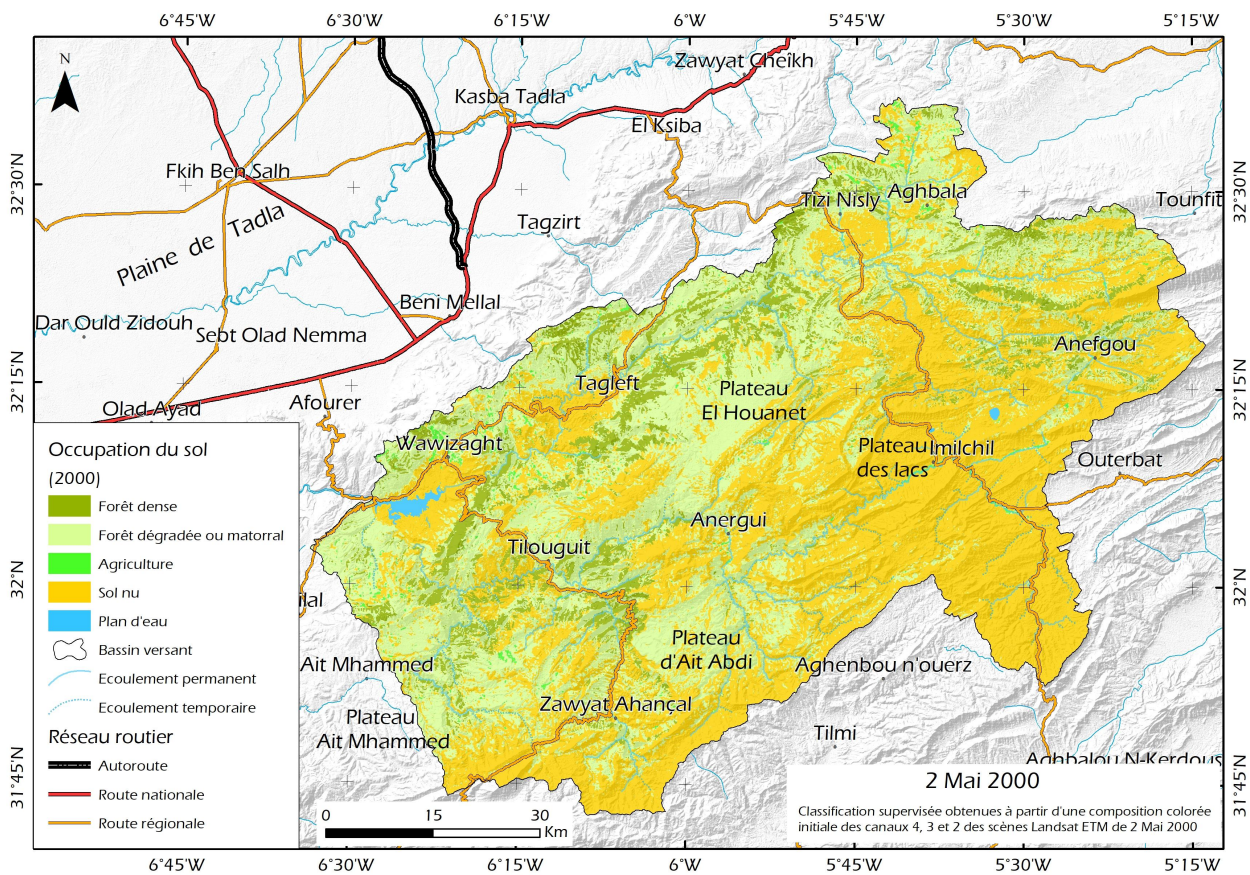 6°45'W 6°30'W 6°15'W 6°W 5°45'W 5°30'W 5°15'W
N
Zawyat Cheîkh
Kasba Tadla
El Ksiba
Fkih Ben Salh
32°30'N
32°30'N
Tizi Nisly
Aghbala
Tounfit
Tagzirt
Plaine de Tadla
Beni Mellal
Dar Ould Zidouh
Sebt Olad Nemma
Anefgou
32°15'N
32°15'N
Tagleft
Plateau
El Houanet
Olad Ayad
Afourer
Wawizaght
Plateau
des lacs
Imilchil
Outerbat
Anergui
Tilouguit
32°N
32°N
ilal
Plateau
d'Ait Abdi
Ait Mhammed
Aghenbou n'ouerz
Zawyat Ahançal
Plateau
Ait Mhammed
Tilmi
Aghbalou N-Kerdous
31°45'N
31°45'N
Occupation du sol
(2000)
Forêt dense
Forêt dégradée ou matorral
Agriculture
Sol nu
Plan d'eau
Bassin versant
Ecoulement permanent
Ecoulement temporaire
Réseau routier
Autoroute
Route nationale
Route régionale
0 15 30
Km
2 Mai 2000
Classification supervisée obtenues à partir d'une composition colorée
initiale des canaux 4, 3 et 2 des scènes Landsat ETM de 2 Mai 2000
6°45'W 6°30'W 6°15'W 6°W 5°45'W 5°30'W 5°15'W